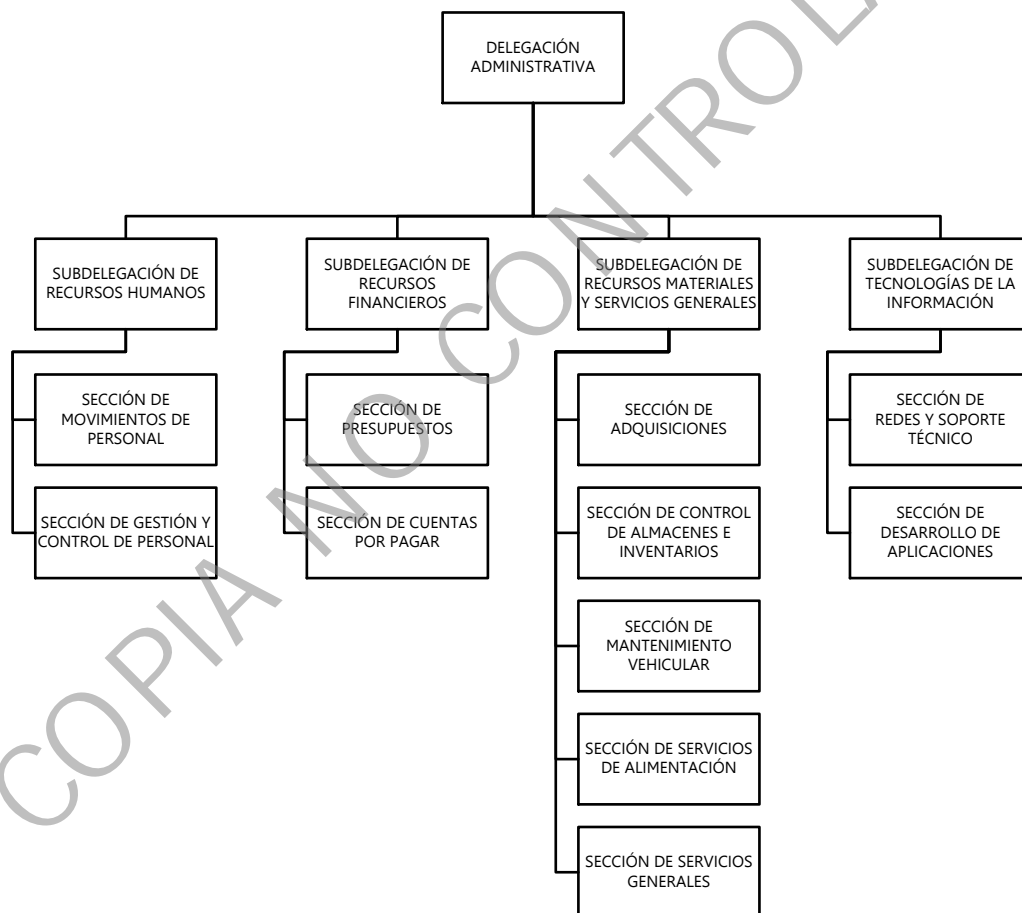 DELEGACIÓN
ADMINISTRATIVA
SUBDELEGACIÓN DE
RECURSOS HUMANOS
SUBDELEGACIÓN DE
RECURSOS
FINANCIEROS
SUBDELEGACIÓN DE
RECURSOS MATERIALES
Y SERVICIOS GENERALES
SUBDELEGACIÓN DE
TECNOLOGÍAS DE LA
INFORMACIÓN
SECCIÓN DE
MOVIMIENTOS DE
PERSONAL
SECCIÓN DE GESTIÓN Y
CONTROL DE PERSONAL
SECCIÓN DE
PRESUPUESTOS
SECCIÓN DE CUENTAS
POR PAGAR
SECCIÓN DE
ADQUISICIONES
SECCIÓN DE CONTROL
DE ALMACENES E
INVENTARIOS
SECCIÓN DE
MANTENIMIENTO
VEHICULAR
SECCIÓN DE SERVICIOS
DE ALIMENTACIÓN
SECCIÓN DE SERVICIOS
GENERALES
SECCIÓN DE
REDES Y SOPORTE
TÉCNICO
SECCIÓN DE
DESARROLLO DE
APLICACIONES
COPIA NO